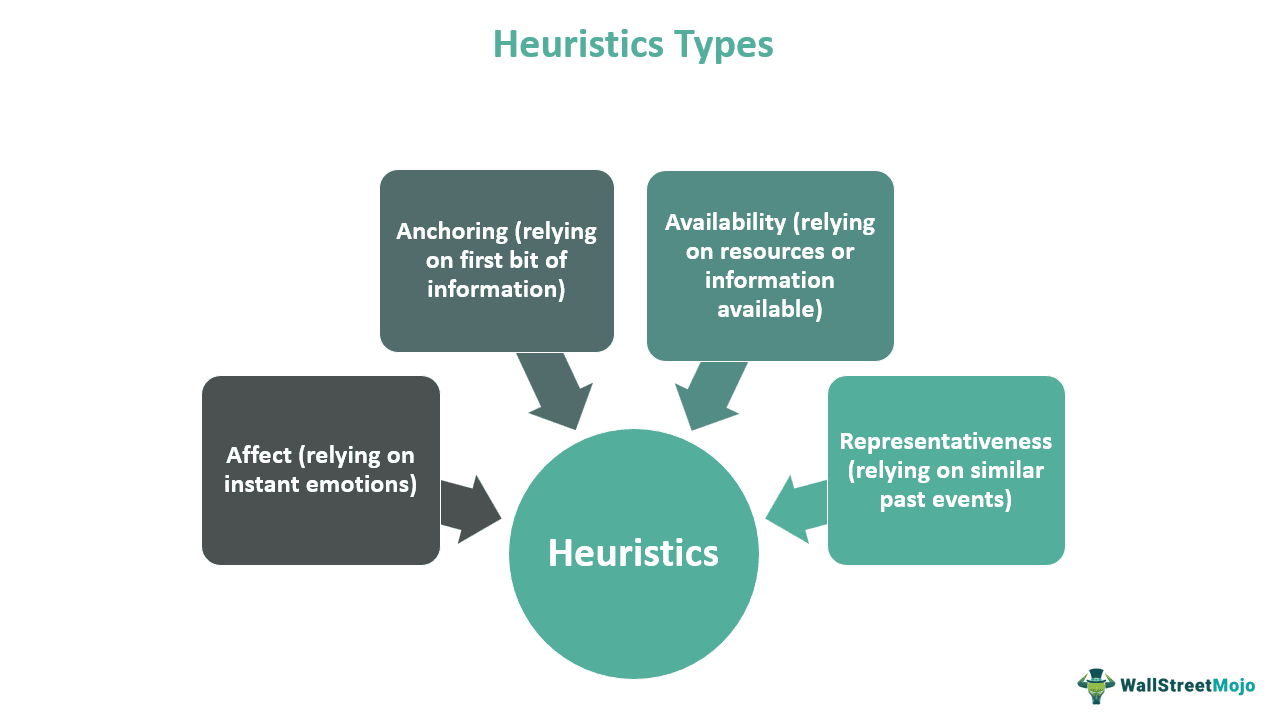 Heuristics Types
Anchoring (relying
on first bit of
information)
Availability (relying
on resources or
information
available)
Affect (relying on
instant emotions)
Representativeness
(relying on similar
past events)
Heuristics
WallStreetMojo